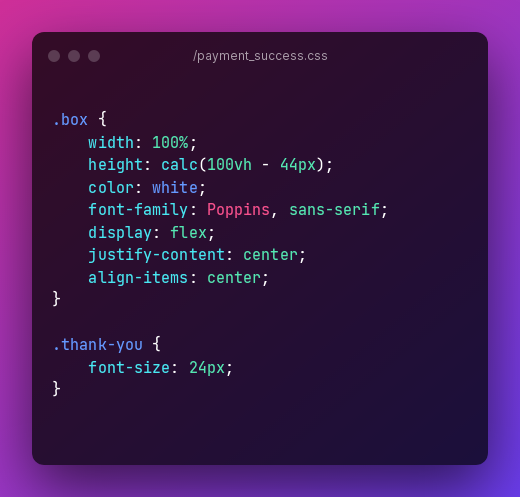 /payment_success.css
.box {
    width: 100%;
    height: calc(100vh - 44px);
    color: white;
    font-family: Poppins, sans-serif;
    display: flex;
    justify-content: center;
    align-items: center;
}

.thank-you {
    font-size: 24px;
}